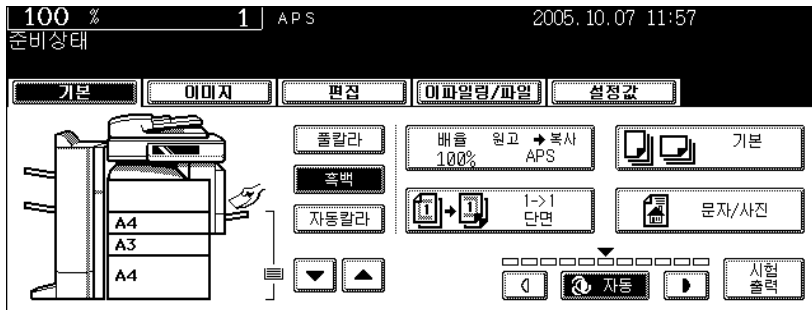 100 % 1 APS 2005.10.07 11:57
준비상태
기본 이미지 편집 이파일링/파일 설정값
풀칼라
배율 원고 ➔복사
100% APS
기본
흑백
자동칼라
1->1
단면
문자/사진
A4
A3
A4
자동
시험
출력